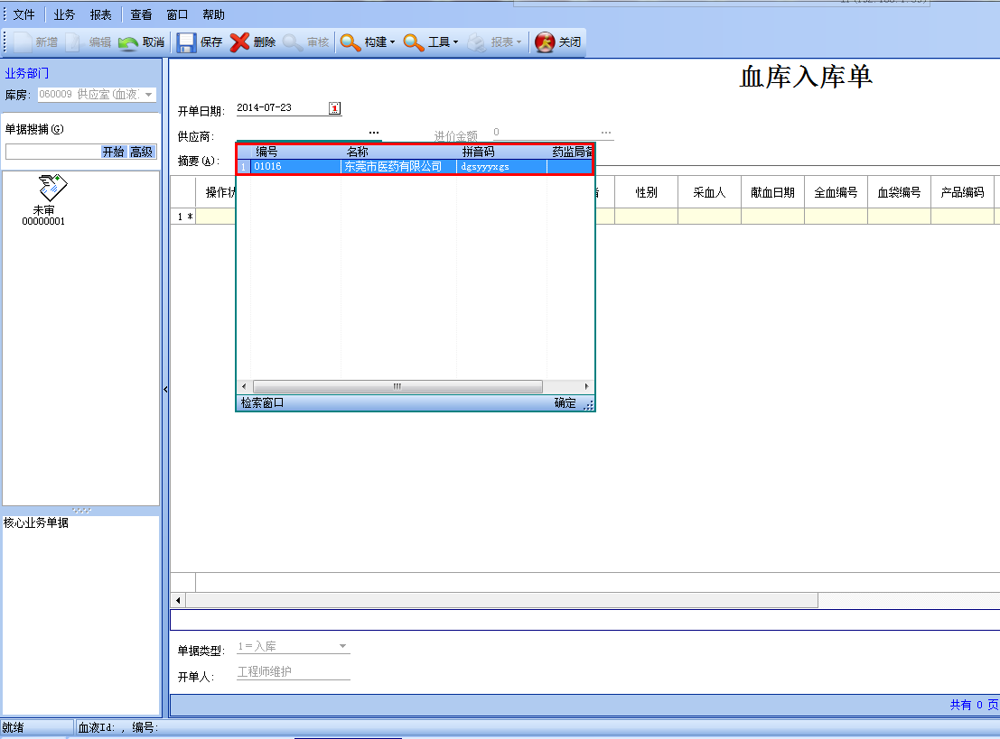 文件 业务 报表 查看 窗口 帮助
新增 编辑 取消 保存 删除 审核 构建 工具 报表 关闭
业务部门
库房: 060009 供应室(血液
单据搜捕(G)
开始 高级
未审
00000001
核心业务单据
血库入库单
开单日期: 2014-07-23
供应商: ... 进价金额 0 ...
摘要(A):
编号 名称 拼音码 药监局备
1 01016 东莞市医药有限公司 dgsyyyxgs
操作状 性别 采血人 献血日期 全血编号 血袋编号 产品编码
1 *
检索窗口 确定
单据类型: 1=入库
开单人: 工程师维护
共有 0 页
就绪 血液Id: , 编号: